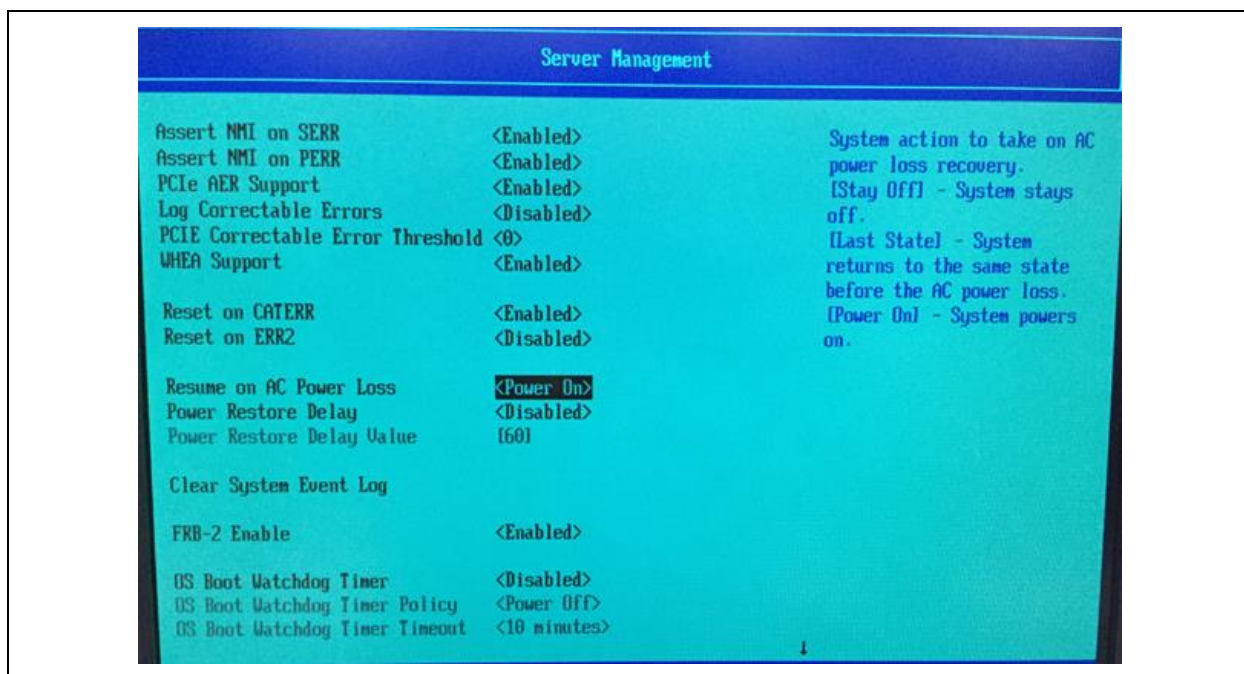 Server Management
Assert NMI on SERR <Enabled>
Assert NMI on PERR <Enabled>
PCIe AER Support <Enabled>
Log Correctable Errors <Disabled>
PCIE Correctable Error Threshold <0>
WHEA Support <Enabled>
Reset on CATERR <Enabled>
Reset on ERR2 <Disabled>
Resume on AC Power Loss <Power On>
Power Restore Delay <Disabled>
Power Restore Delay Value [60]
Clear System Event Log
FRB-2 Enable <Enabled>
OS Boot Watchdog Timer <Disabled>
OS Boot Watchdog Timer Policy <Power Off>
OS Boot Watchdog Timer Timeout <10 minutes>
System action to take on AC
power loss recovery.
[Stay Off] - System stays
off.
[Last State] - System
returns to the same state
before the AC power loss.
[Power On] - System powers
on.